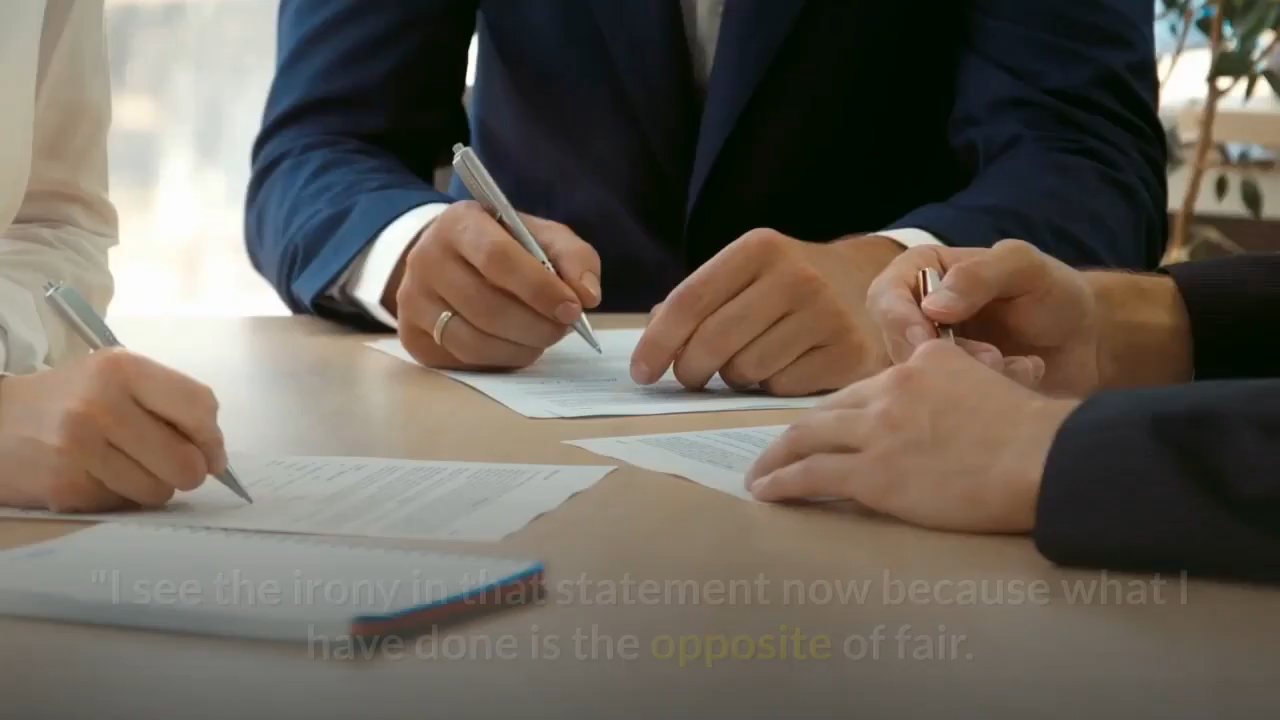 "I see the irony in that statement now because what I
have done is the opposite of fair.